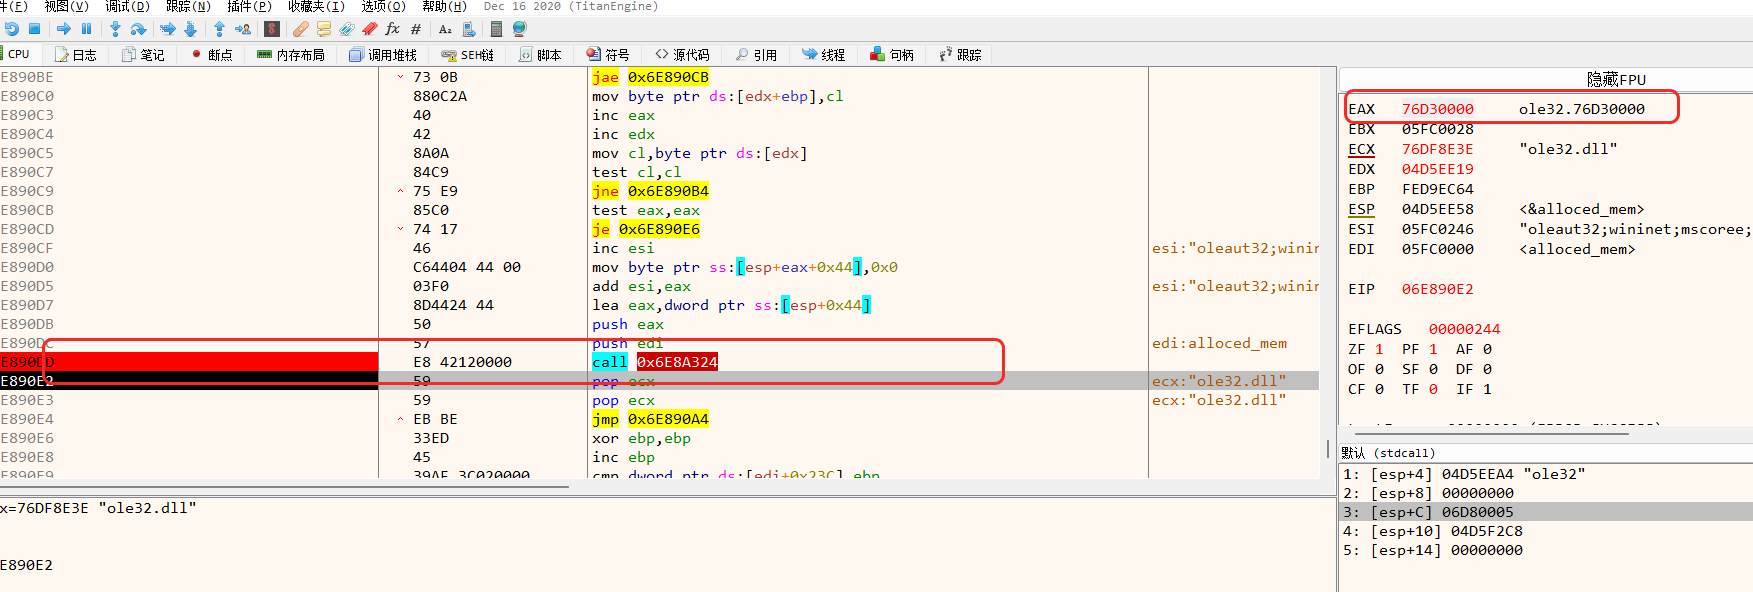 件(F) 视图(V) 调试(D) 跟踪(N) 插件(P) 收藏夹(I) 选项(O) 帮助(H) Dec 16 2020 (TitanEngine)
CPU 日志 笔记 断点 内存布局 调用堆栈 SEH链 脚本 符号 源代码 引用 线程 句柄 跟踪
E890BE 73 0B jae 0x6E890CB
E890C0 880C2A mov byte ptr ds:[edx+ebp],cl
E890C3 40 inc eax
E890C4 42 inc edx
E890C5 8A0A mov cl,byte ptr ds:[edx]
E890C7 84C9 test cl,cl
E890C9 75 E9 jne 0x6E890B4
E890CB 85C0 test eax,eax
E890CD 74 17 je 0x6E890E6
E890CF 46 inc esi esi:"oleaut32;winin
E890D0 C64404 44 00 mov byte ptr ss:[esp+eax+0x44],0x0
E890D5 03F0 add esi,eax esi:"oleaut32;winin
E890D7 8D4424 44 lea eax,dword ptr ss:[esp+0x44]
E890DB 50 push eax
E890DC 57 push edi edi:alloced_mem
E890DD E8 42120000 call 0x6E8A324
E890E2 59 pop ecx ecx:"ole32.dll"
E890E3 59 pop ecx ecx:"ole32.dll"
E890E4 EB BE jmp 0x6E890A4
E890E6 33ED xor ebp,ebp
E890E8 45 inc ebp
E890E9 39AF 3C020000 cmp dword ptr ds:[edi+0x23C],ebp
x=76DF8E3E "ole32.dll"
E890E2
隐藏FPU
EAX 76D30000 ole32.76D30000
EBX 05FC0028
ECX 76DF8E3E "ole32.dll"
EDX 04D5EE19
EBP FED9EC64
ESP 04D5EE58 <&alloced_mem>
ESI 05FC0246 "oleaut32;wininet;mscoree;
EDI 05FC0000 <alloced_mem>
EIP 06E890E2
EFLAGS 00000244
ZF 1 PF 1 AF 0
OF 0 SF 0 DF 0
CF 0 TF 0 IF 1
默认 (stdcall)
1: [esp+4] 04D5EEA4 "ole32"
2: [esp+8] 00000000
3: [esp+C] 06D80005
4: [esp+10] 04D5F2C8
5: [esp+14] 00000000